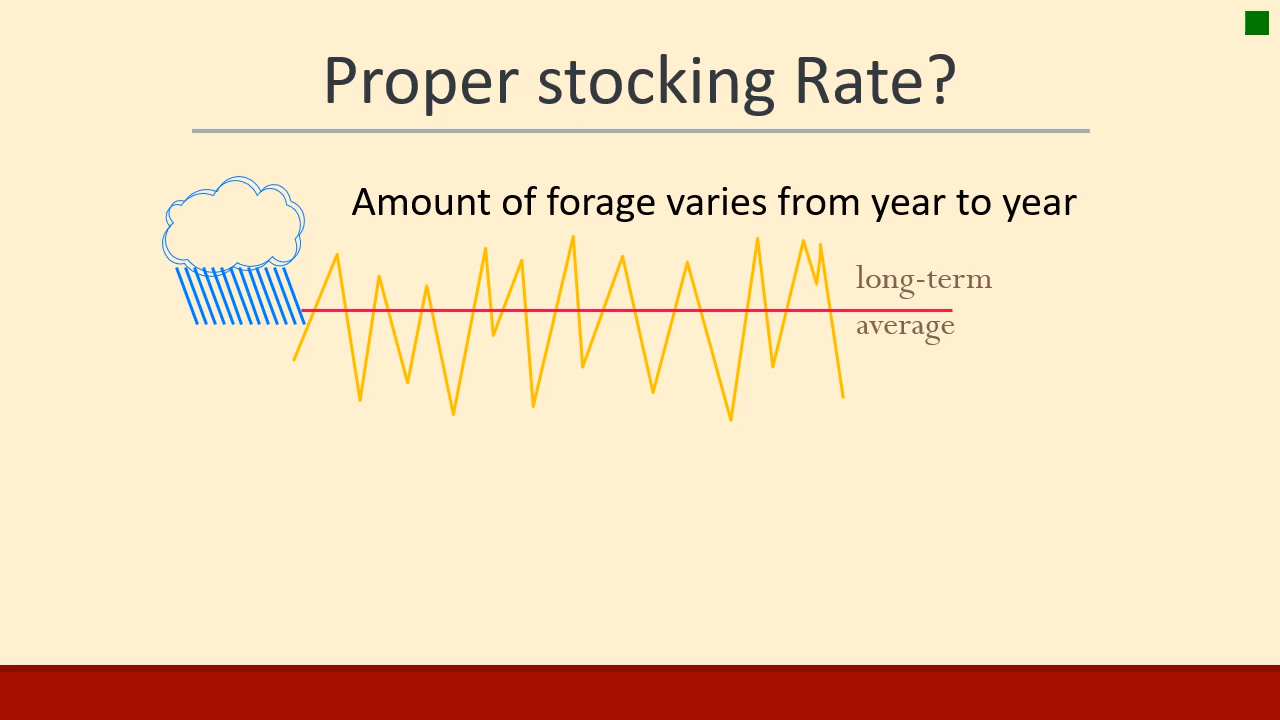 Proper stocking Rate?
Amount of forage varies from year to year
long-term
average